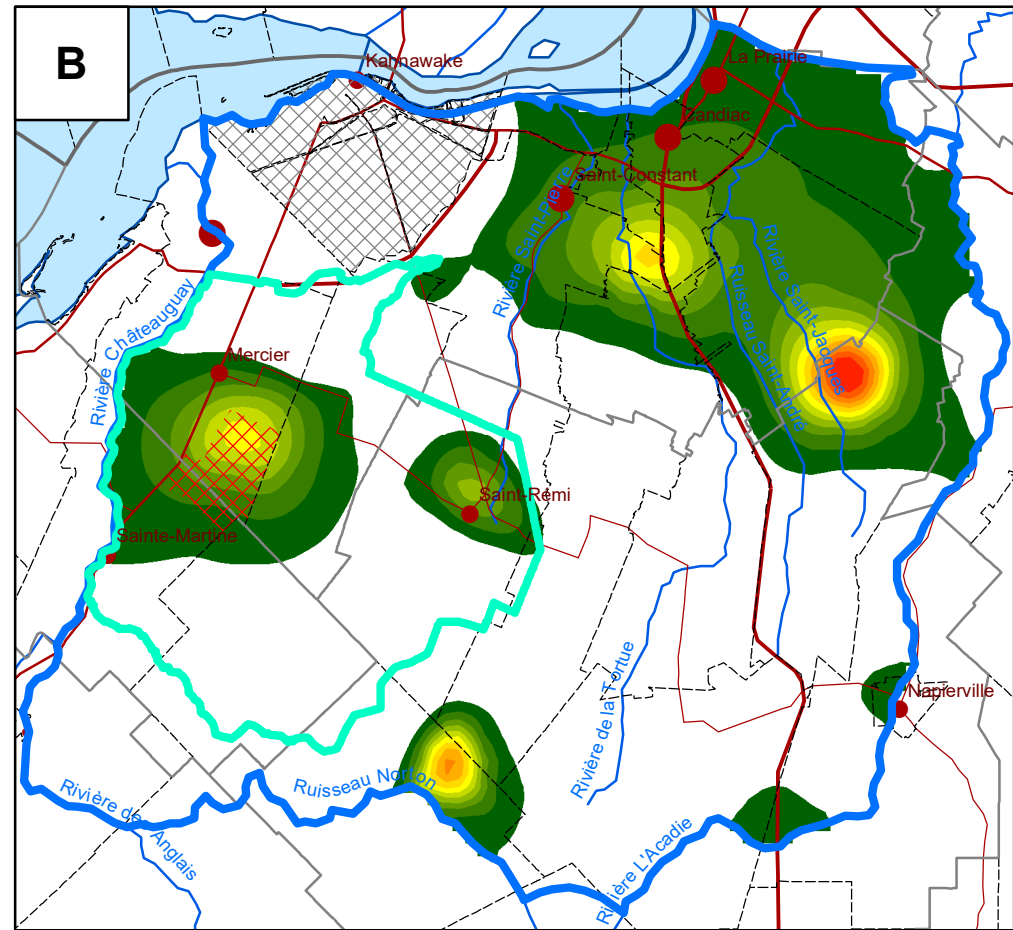 B
Kahnawake
La Prairie
Candiac
Saint-Constant
Rivière Saint-Pierre
Rivière Saint-Jacques
Ruisseau Saint-André
Rivière Châteauguay
Mercier
Saint-Rémi
Sainte-Martine
Rivière de la Tortue
Napierville
Ruisseau Norton
Rivière des Anglais
Rivière L'Acadie